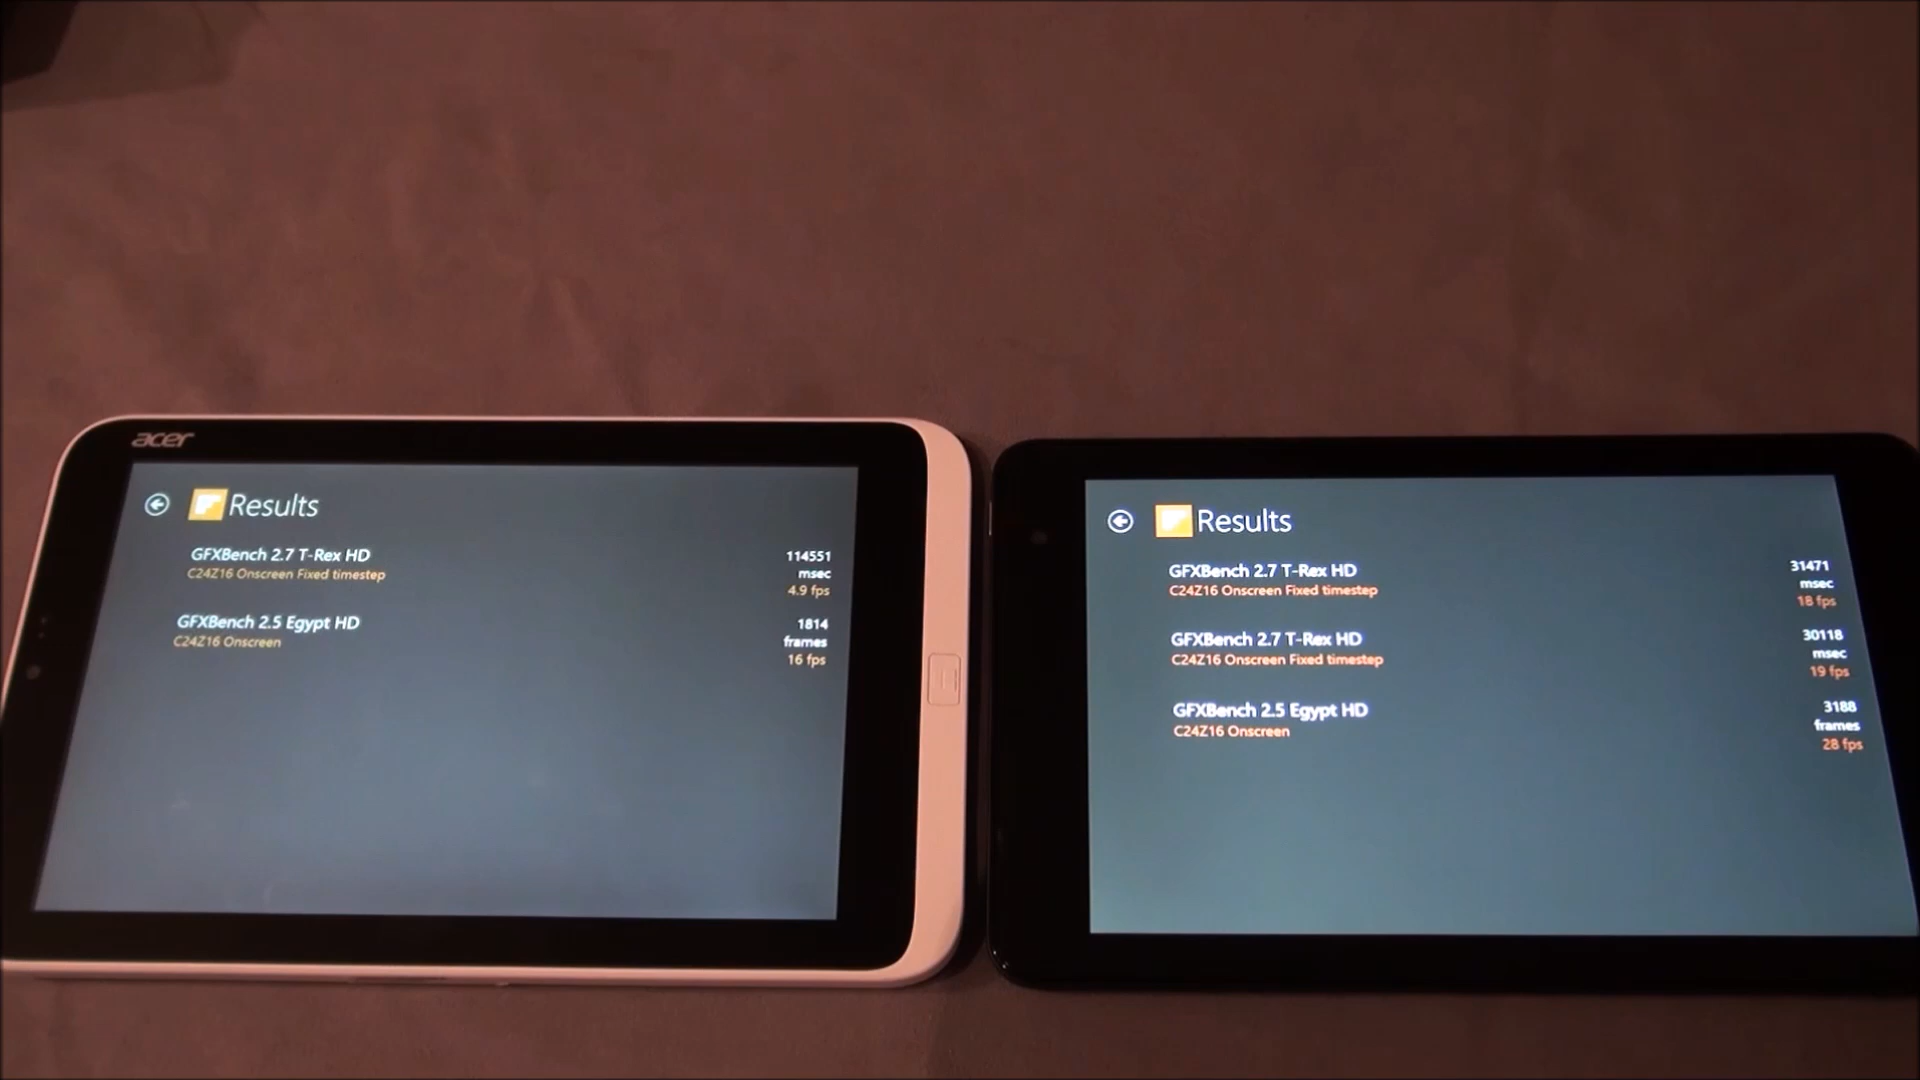 acer
Results
GFXBench 2.7 T-Rex HD
114551
C24Z16 Onscreen Fixed timestep
msec
4.9 fps
GFXBench 2.5 Egypt HD
1814
C24Z16 Onscreen
frames
16 fps
Results
GFXBench 2.7 T-Rex HD
31471
C24Z16 Onscreen Fixed timestep
msec
18 fps
GFXBench 2.7 T-Rex HD
30118
C24Z16 Onscreen Fixed timestep
msec
19 fps
GFXBench 2.5 Egypt HD
3188
C24Z16 Onscreen
frames
28 fps